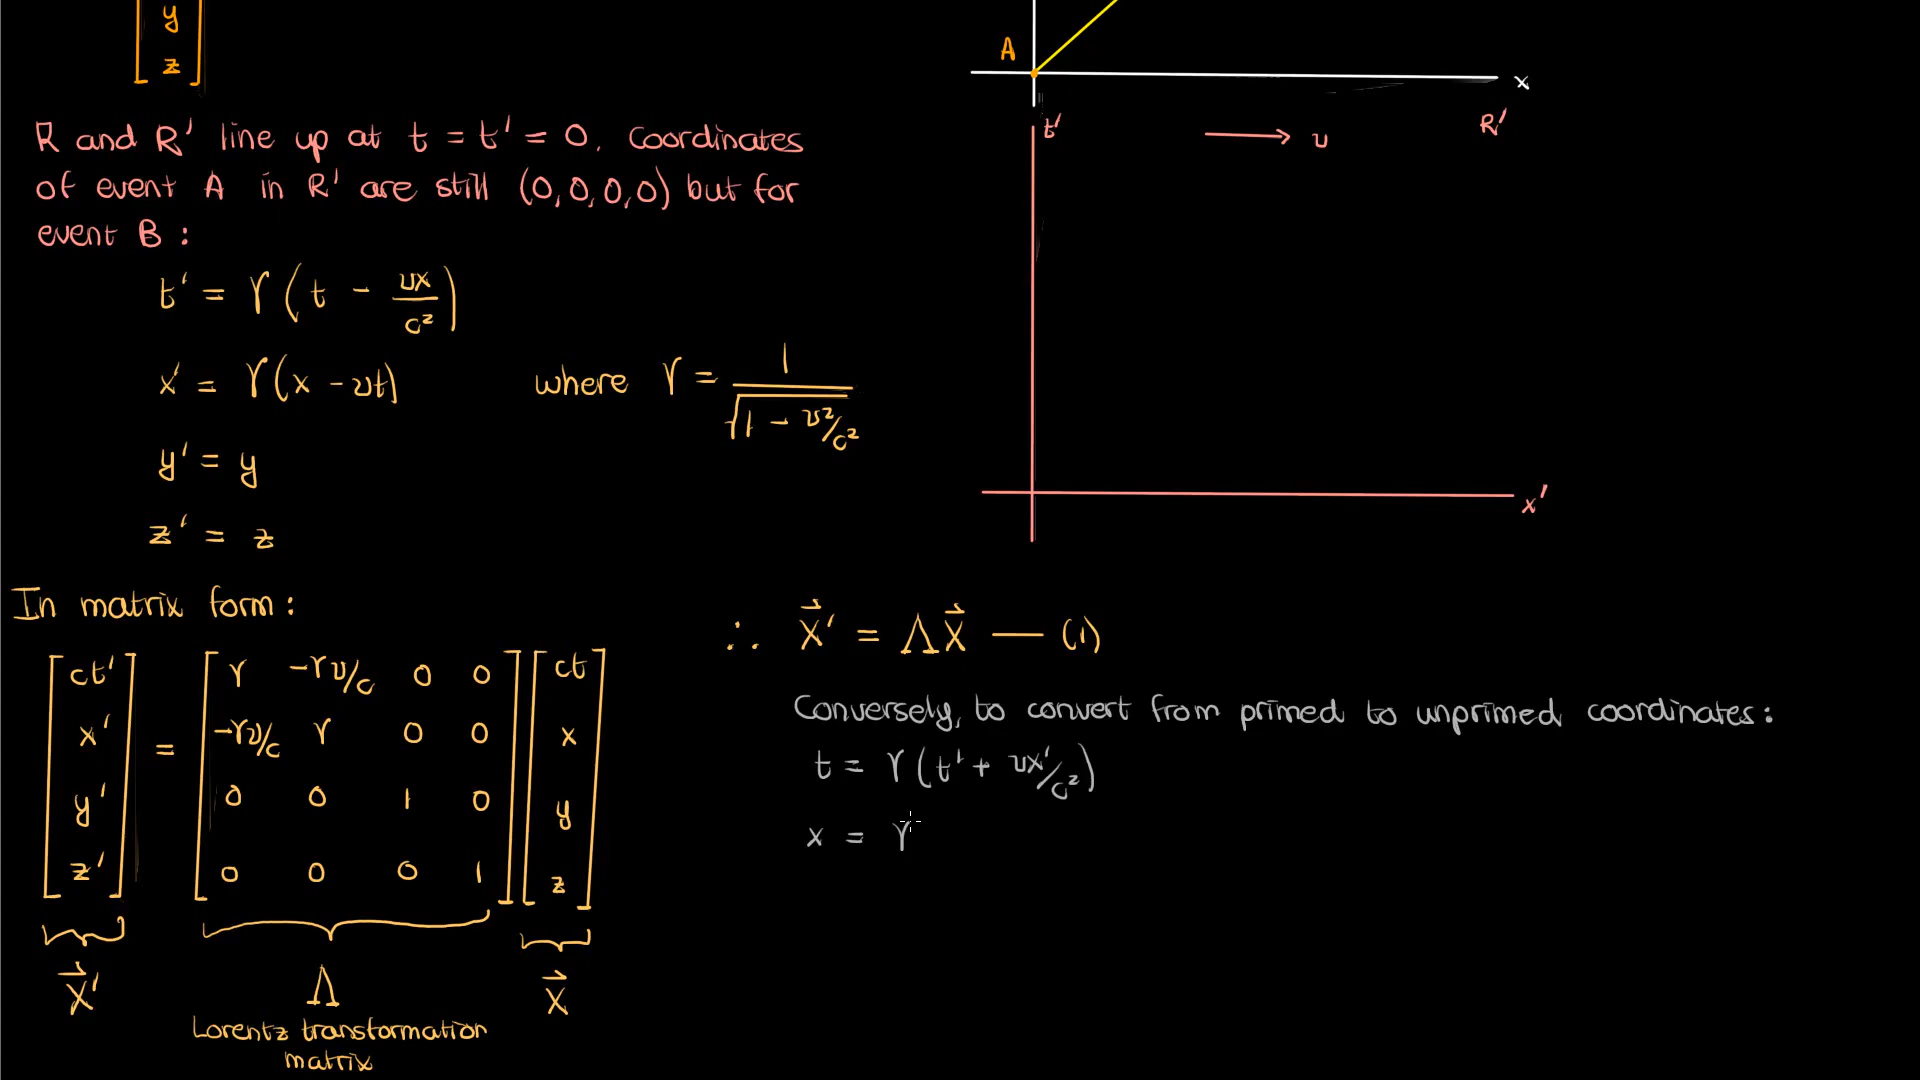 y
z
R and R' line up at t = t' = 0. Coordinates
of event A in R' are still (0,0,0,0) but for
event B :
t' = γ(t - vx/c²)
x' = γ(x - vt)
where γ = 1/√(1 - v²/c²)
y' = y
z' = z
A
x
t'
→ v
R'
x'
In matrix form :
[ct'] = [γ -γv/c 0 0] [ct]
[x'] [-γv/c γ 0 0] [x]
[y'] [0 0 1 0] [y]
[z'] [0 0 0 1] [z]
X⃗' Λ X⃗
Lorentz transformation
matrix
∴ X⃗' = ΛX⃗ — (1)
Conversely, to convert from primed to unprimed coordinates :
t = γ(t' + vx'/c²)
x = γ